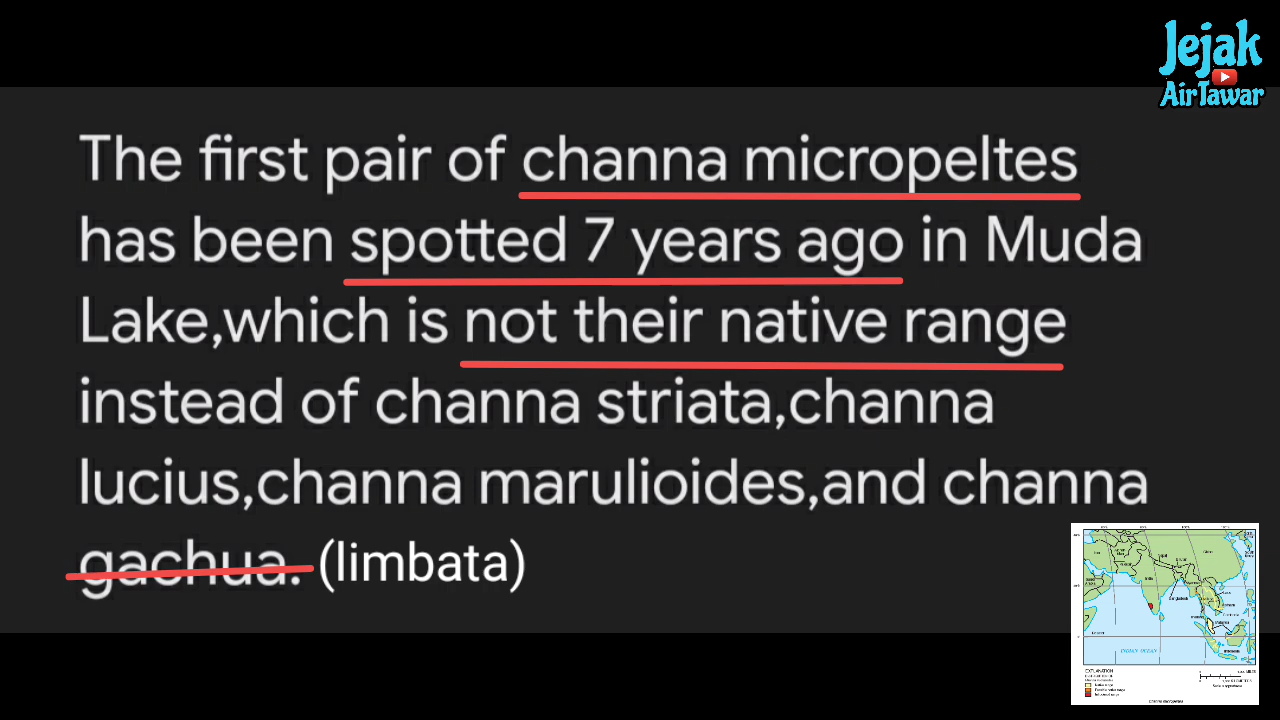 Jejak
AirTawar
The first pair of channa micropeltes
has been spotted 7 years ago in Muda
Lake,which is not their native range
instead of channa striata,channa
lucius,channa marulioides,and channa
gachua. (limbata)
INDIAN OCEAN
EXPLANATION